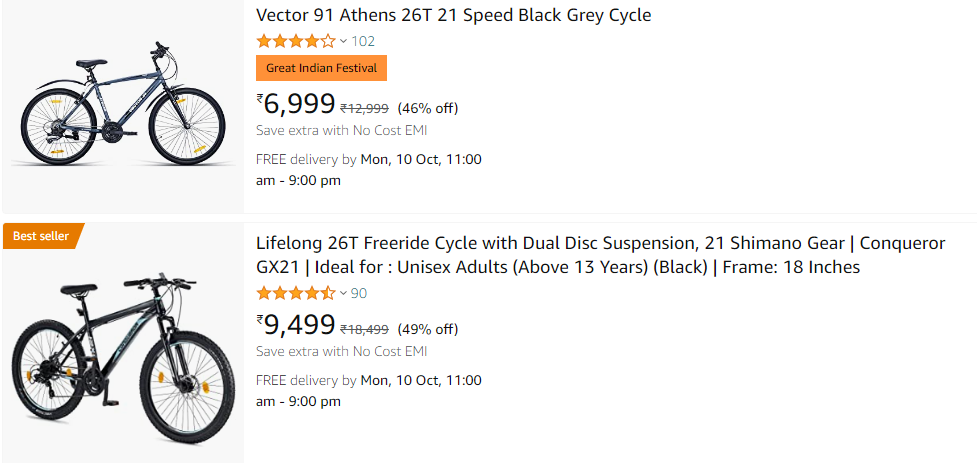 Vector 91 Athens 26T 21 Speed Black Grey Cycle
102
Great Indian Festival
₹6,999 ₹12,999 (46% off)
Save extra with No Cost EMI
FREE delivery by Mon, 10 Oct, 11:00
am - 9:00 pm
Best seller
Lifelong 26T Freeride Cycle with Dual Disc Suspension, 21 Shimano Gear | Conqueror
GX21 | Ideal for : Unisex Adults (Above 13 Years) (Black) | Frame: 18 Inches
90
₹9,499 ₹18,499 (49% off)
Save extra with No Cost EMI
FREE delivery by Mon, 10 Oct, 11:00
am - 9:00 pm